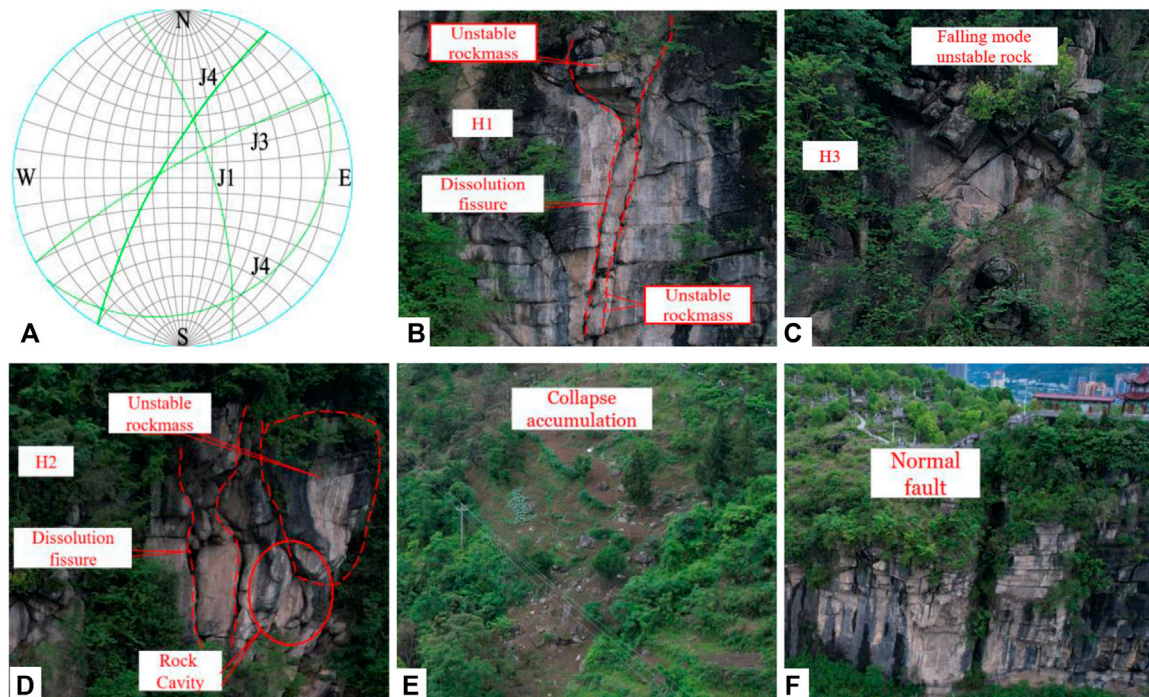 N
J4
J3
W
J1
E
J4
S
A
Unstable
rockmass
H1
Dissolution
fissure
Unstable
rockmass
B
Falling mode
unstable rock
H3
C
Unstable
rockmass
H2
Dissolution
fissure
Rock
Cavity
D
Collapse
accumulation
E
Normal
fault
F